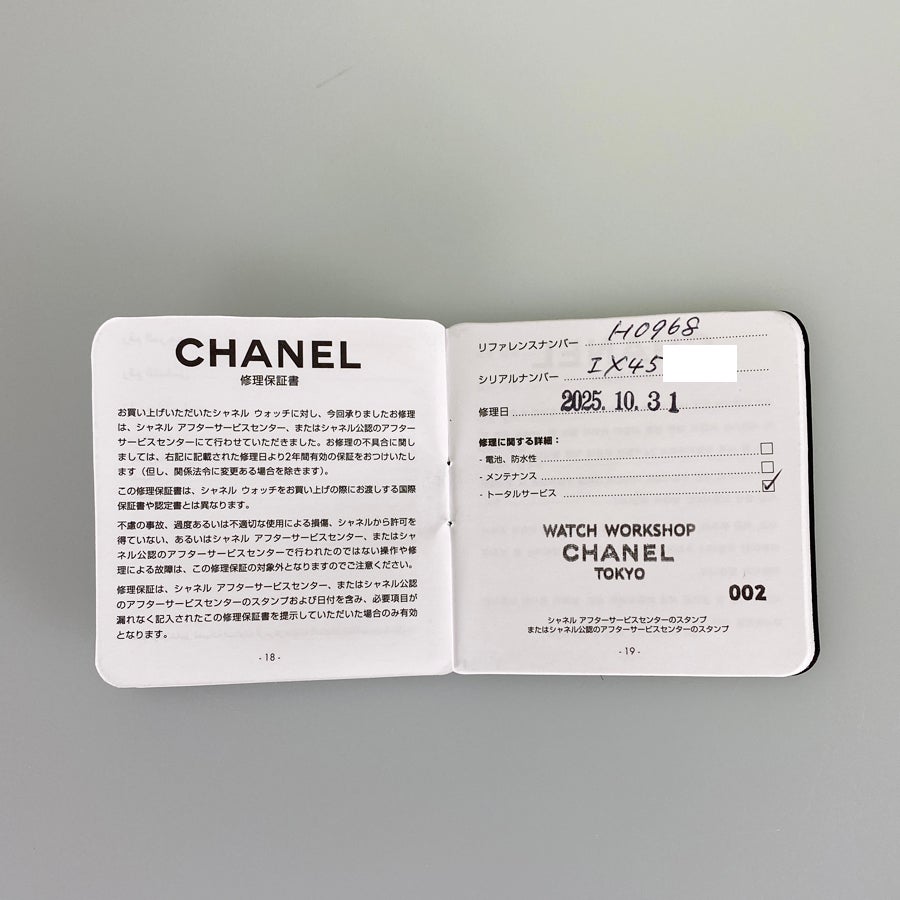 CHANEL
修理保証書
お買い上げいただいたシャネル ウォッチに対し、今回承りましたお修理
は、シャネル アフターサービスセンター、またはシャネル公認のアフター
サービスセンターにて行わせていただきました。お修理の不具合に関し
ましては、右記に記載された修理日より2年間有効の保証をおつけいたし
ます（但し、関係法令に変更ある場合を除きます）。
この修理保証書は、シャネル ウォッチをお買い上げの際にお渡しする国際
保証書や認定書とは異なります。
不慮の事故、過度あるいは不適切な使用による損傷、シャネルから許可を
得ていない、あるいはシャネル アフターサービスセンター、またはシャ
ネル公認のアフターサービスセンターで行われたのではない操作や修
理による故障は、この修理保証の対象外となりますのでご注意ください。
修理保証は、シャネル アフターサービスセンター、またはシャネル公認
のアフターサービスセンターのスタンプおよび日付を含み、必要項目が
漏れなく記入されたこの修理保証書を提示していただいた場合のみ有効
となります。
- 18 -
リファレンスナンバー H0968
シリアルナンバー IX45
修理日 2025. 10. 31
修理に関する詳細：
- 電池、防水性
- メンテナンス
- トータルサービス
WATCH WORKSHOP
CHANEL
TOKYO
002
シャネル アフターサービスセンターのスタンプ
またはシャネル公認のアフターサービスセンターのスタンプ
- 19 -